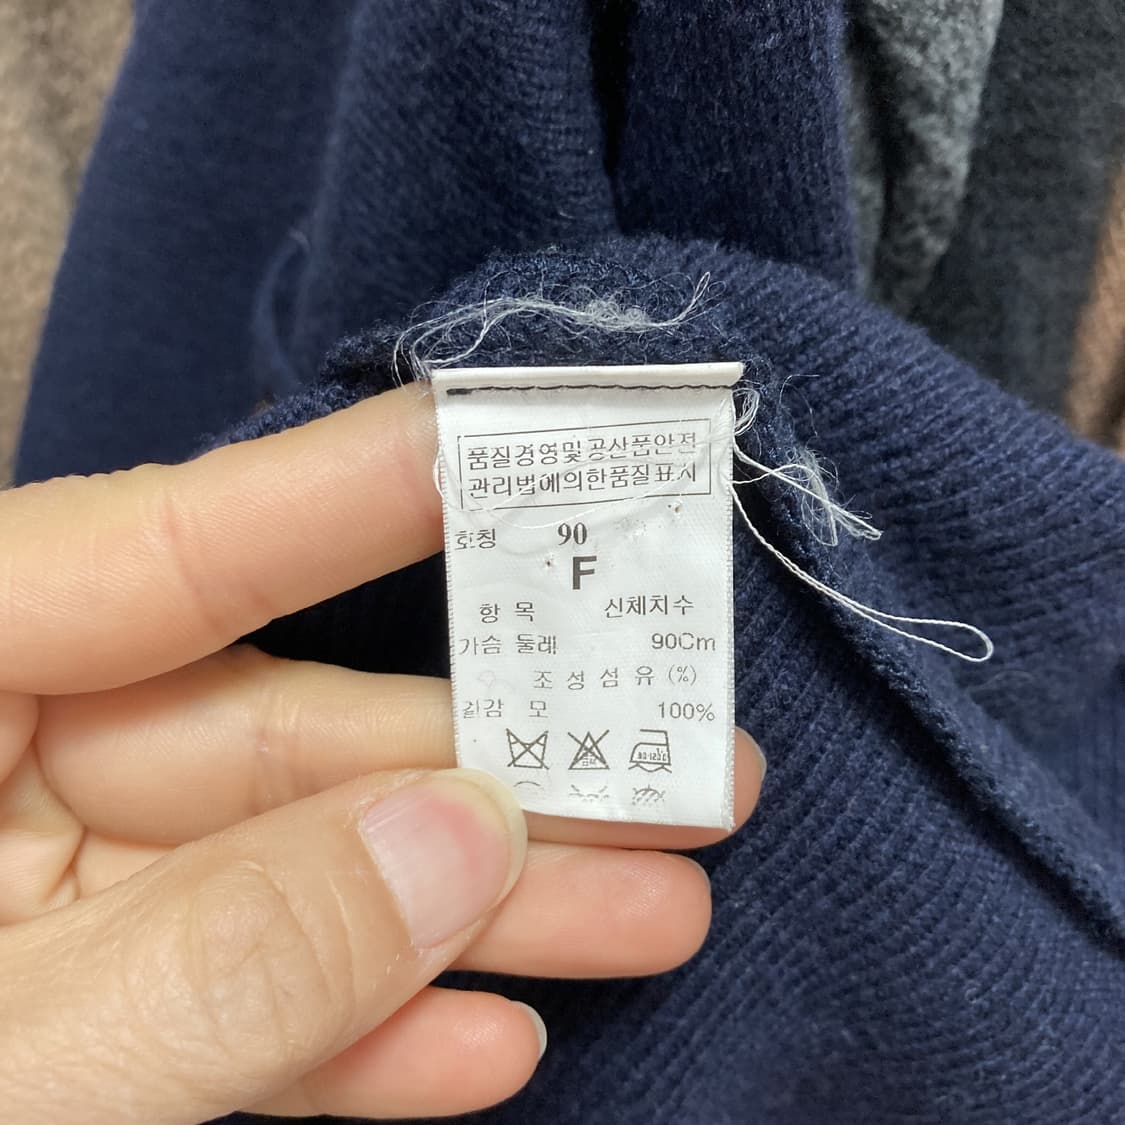 품질경영및공산품안전
관리법에의한품질표시
호칭 90
F
항 목 신체치수
가슴 둘레 90Cm
조 성 섬 유 (%)
겉감 모 100%